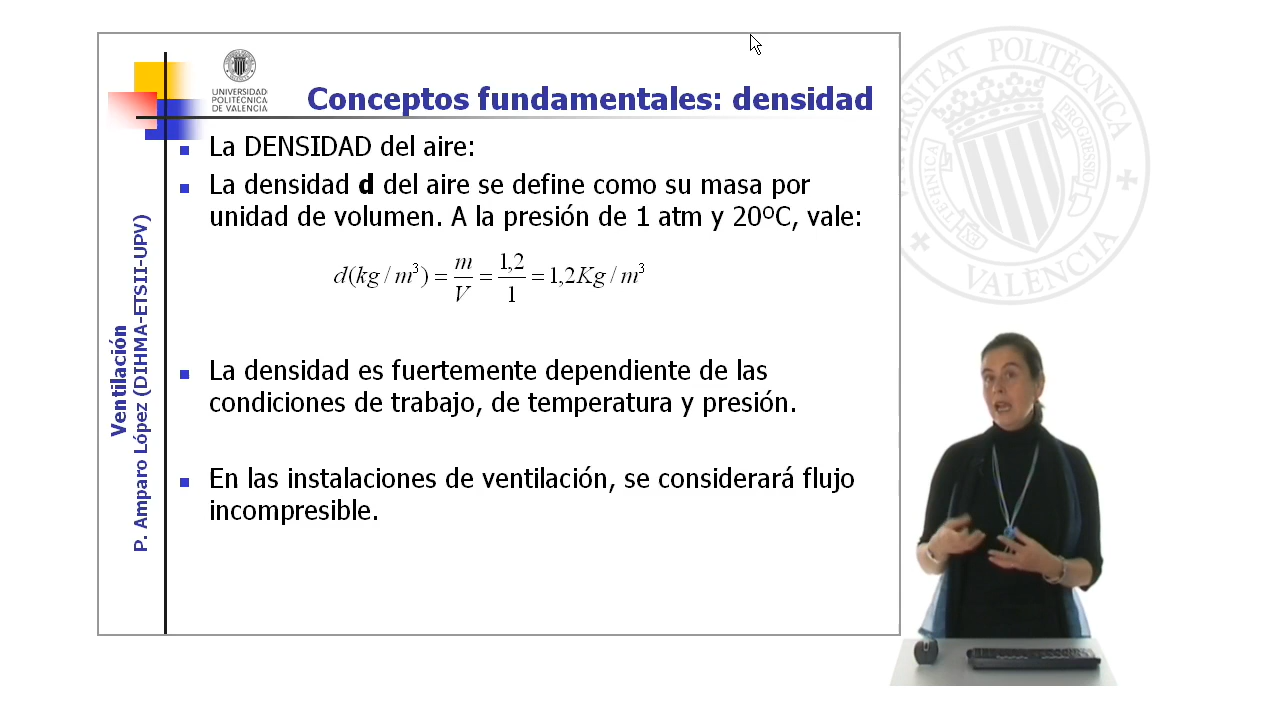 UNIVERSIDAD
POLITÉCNICA
DE VALENCIA
Conceptos fundamentales: densidad
La DENSIDAD del aire:
La densidad d del aire se define como su masa por
unidad de volumen. A la presión de 1 atm y 20ºC, vale:
d(kg/m³) = m/V = 1,2/1 = 1,2Kg/m³
La densidad es fuertemente dependiente de las
condiciones de trabajo, de temperatura y presión.
En las instalaciones de ventilación, se considerará flujo
incompresible.
Ventilación
P. Amparo López (DIHMA-ETSII-UPV)
POLITÈCNICA
VALÈNCIA